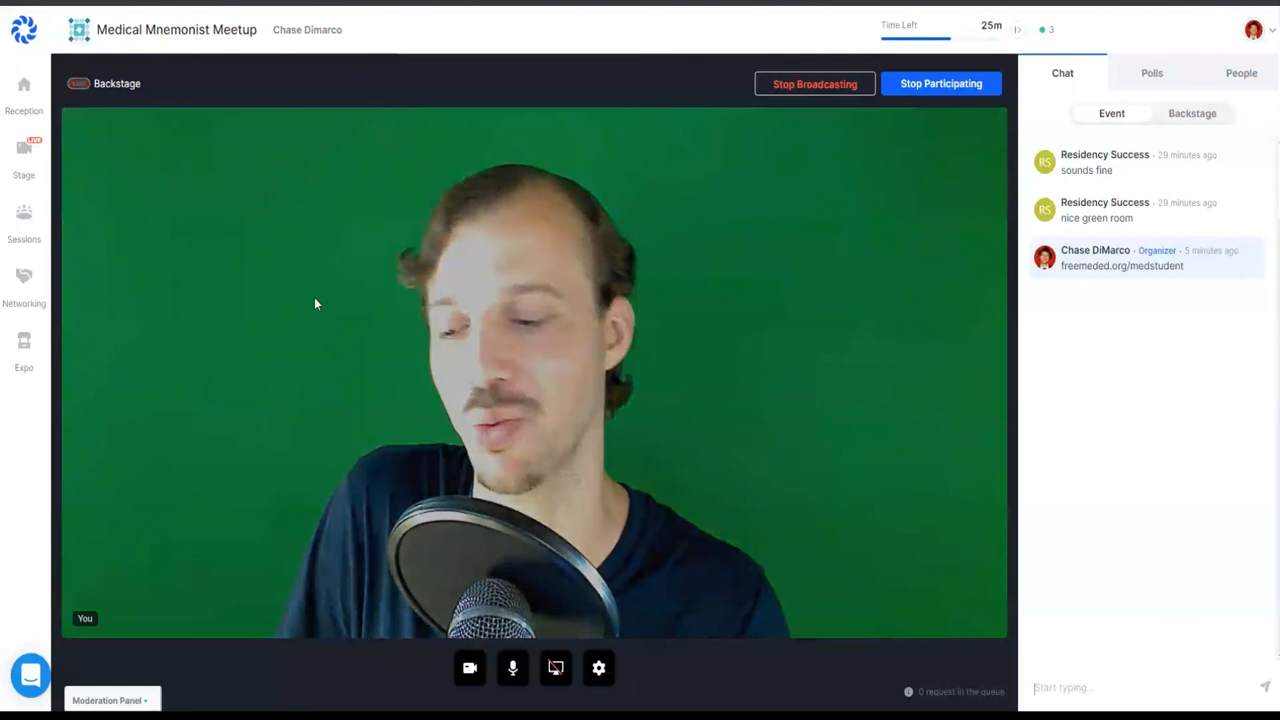 Medical Mnemonist Meetup
Chase Dimarco
Time Left
25m
3
Reception
LIVE
Stage
Sessions
Networking
Expo
Backstage
Stop Broadcasting
Stop Participating
You
Moderation Panel
0 request in the queue
Chat
Polls
People
Event
Backstage
RS
Residency Success · 29 minutes ago
sounds fine
RS
Residency Success · 29 minutes ago
nice green room
Chase DiMarco · Organizer · 5 minutes ago
freemeded.org/medstudent
Start typing...